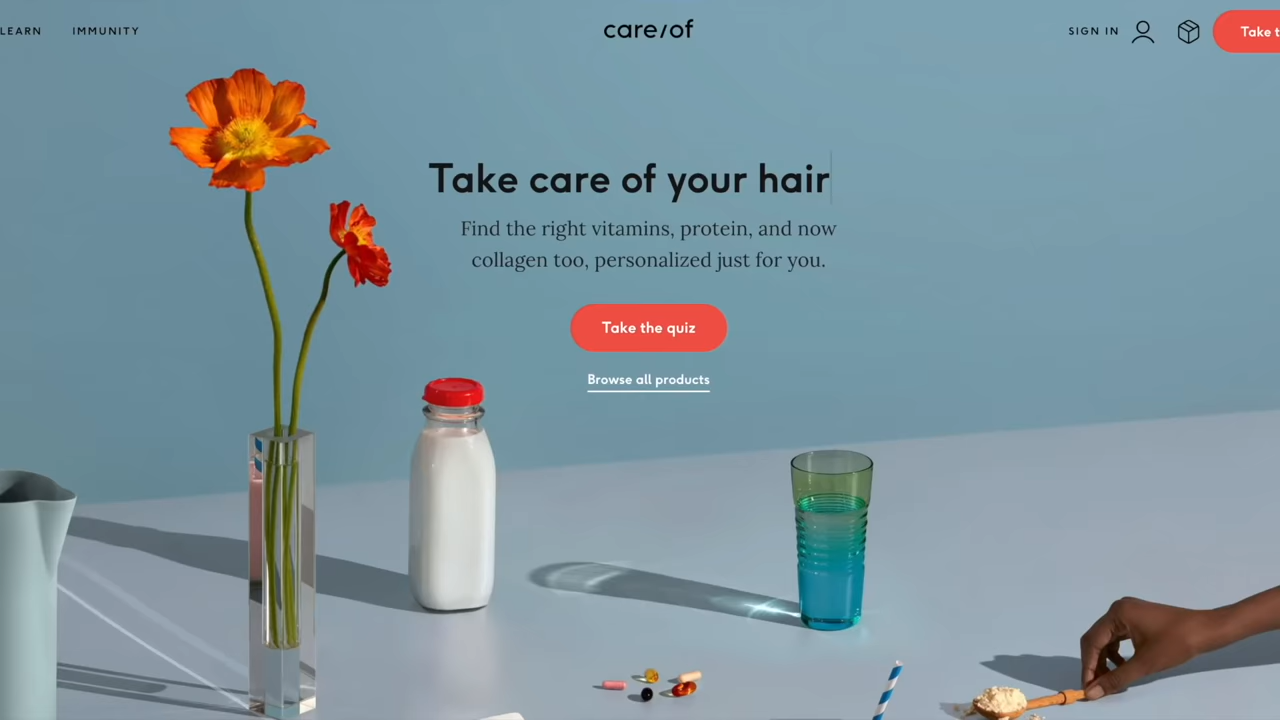 LEARN
IMMUNITY
care/of
SIGN IN
Take t
Take care of your hair
Find the right vitamins, protein, and now
collagen too, personalized just for you.
Take the quiz
Browse all products